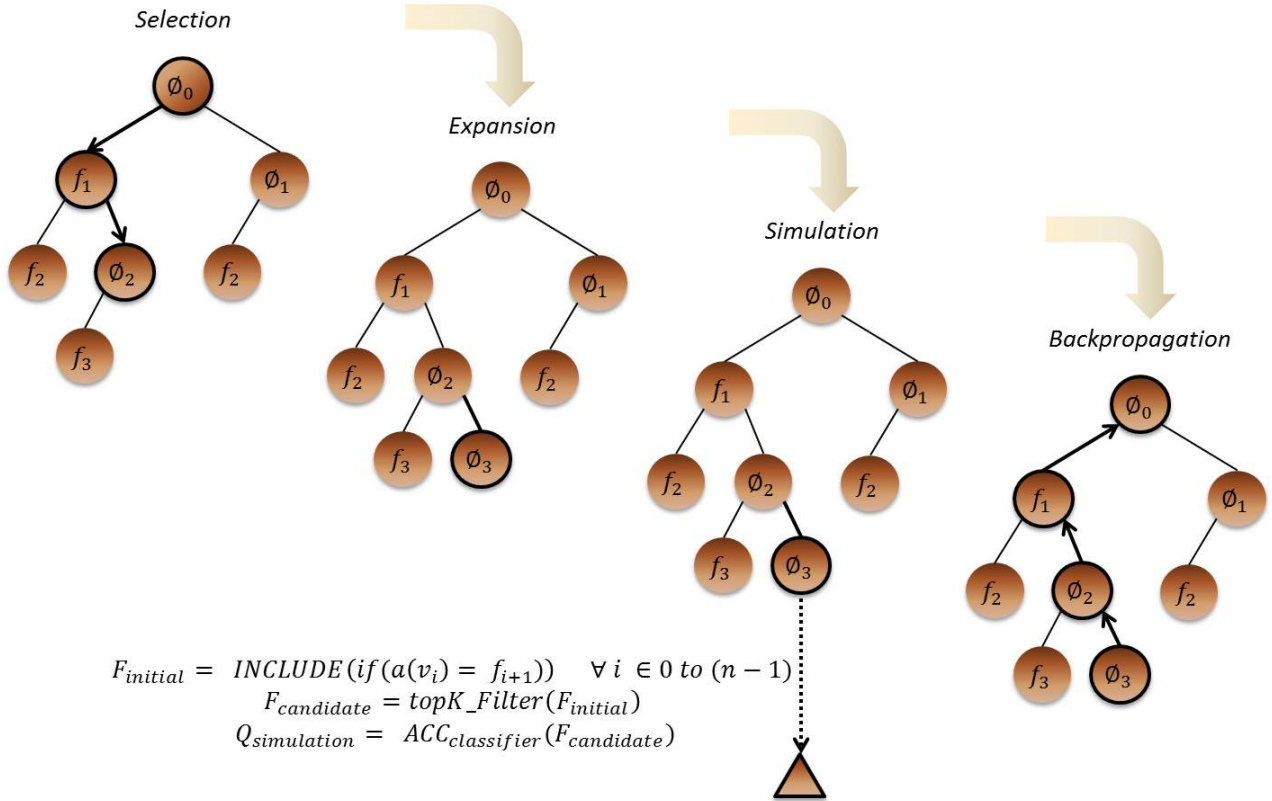 Selection
∅0
f1
∅1
f2
∅2
f2
f3
Expansion
∅0
f1
∅1
f2
∅2
f2
f3
∅3
Simulation
∅0
f1
∅1
f2
∅2
f2
f3
∅3
Backpropagation
∅0
f1
∅1
f2
∅2
f2
f3
∅3
F_initial = INCLUDE(if(a(v_i) = f_{i+1})) ∀ i ∈ 0 to (n − 1)
F_candidate = topK_Filter(F_initial)
Q_simulation = ACC_classifier(F_candidate)